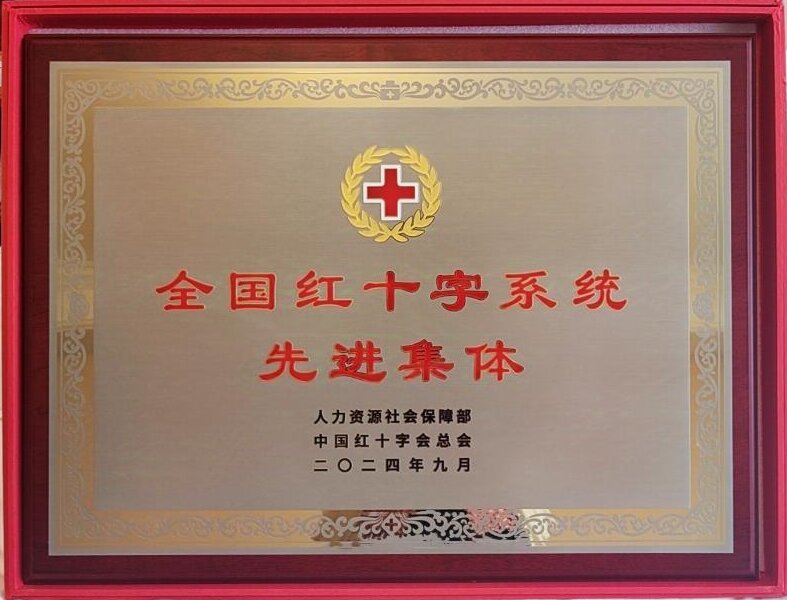 全国红十字系统
先进集体
人力资源社会保障部
中国红十字会总会
二〇二四年九月